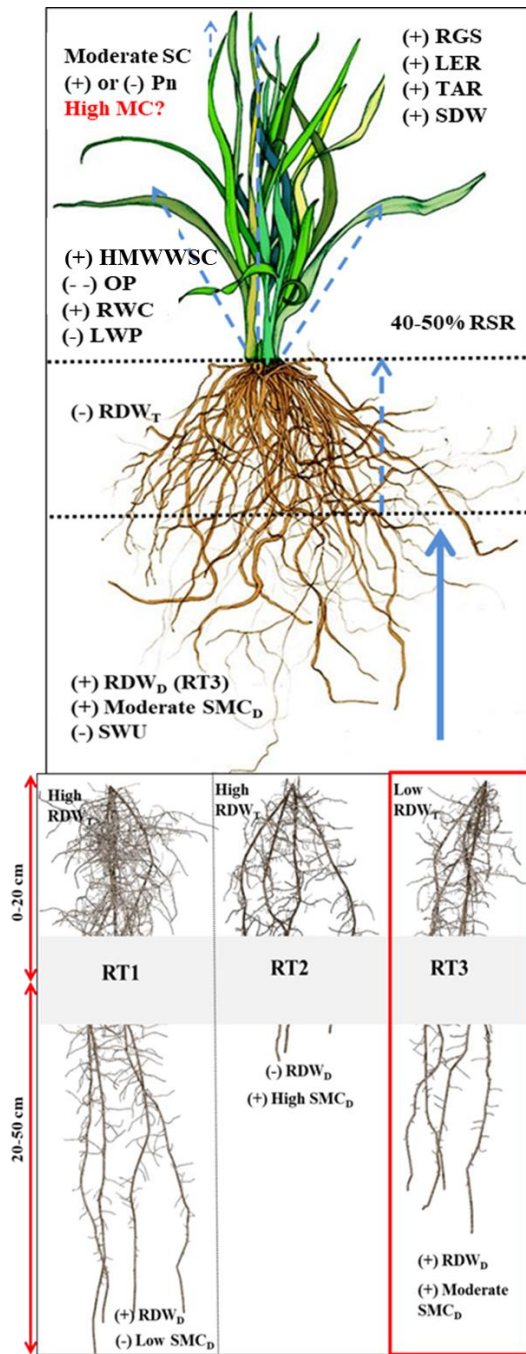 Moderate SC
(+) or (-) Pn
High MC?
(+) RGS
(+) LER
(+) TAR
(+) SDW
(+) HMWWSC
(- -) OP
(+) RWC
(-) LWP
40-50% RSR
(-) RDWT
(+) RDWD (RT3)
(+) Moderate SMCD
(-) SWU
0-20 cm
High
RDWT
High
RDWT
Low
RDWT
RT1
RT2
RT3
20-50 cm
(-) RDWD
(+) High SMCD
(+) RDWD
(-) Low SMCD
(+) RDWD
(+) Moderate
SMCD